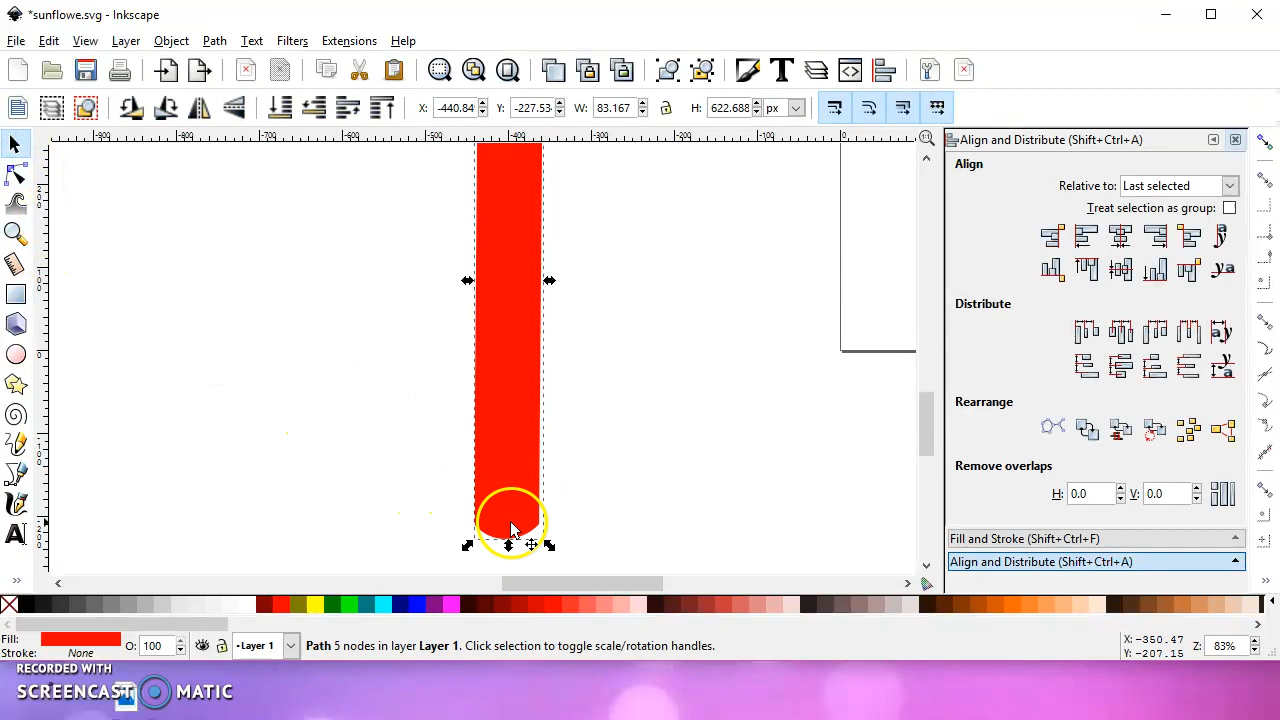 *sunflowe.svg - Inkscape
File Edit View Layer Object Path Text Filters Extensions Help
X: -440.84 Y: -227.53 W: 83.167 H: 622.688 px
Align and Distribute (Shift+Ctrl+A)
Align
Relative to: Last selected
Treat selection as group:
Distribute
Rearrange
Remove overlaps
H: 0.0 V: 0.0
Fill and Stroke (Shift+Ctrl+F)
Align and Distribute (Shift+Ctrl+A)
Fill:
Stroke: None
O: 100
Layer 1
Path 5 nodes in layer Layer 1. Click selection to toggle scale/rotation handles.
X: -350.47
Y: -207.15
Z: 83%
RECORDED WITH
SCREENCAST MATIC